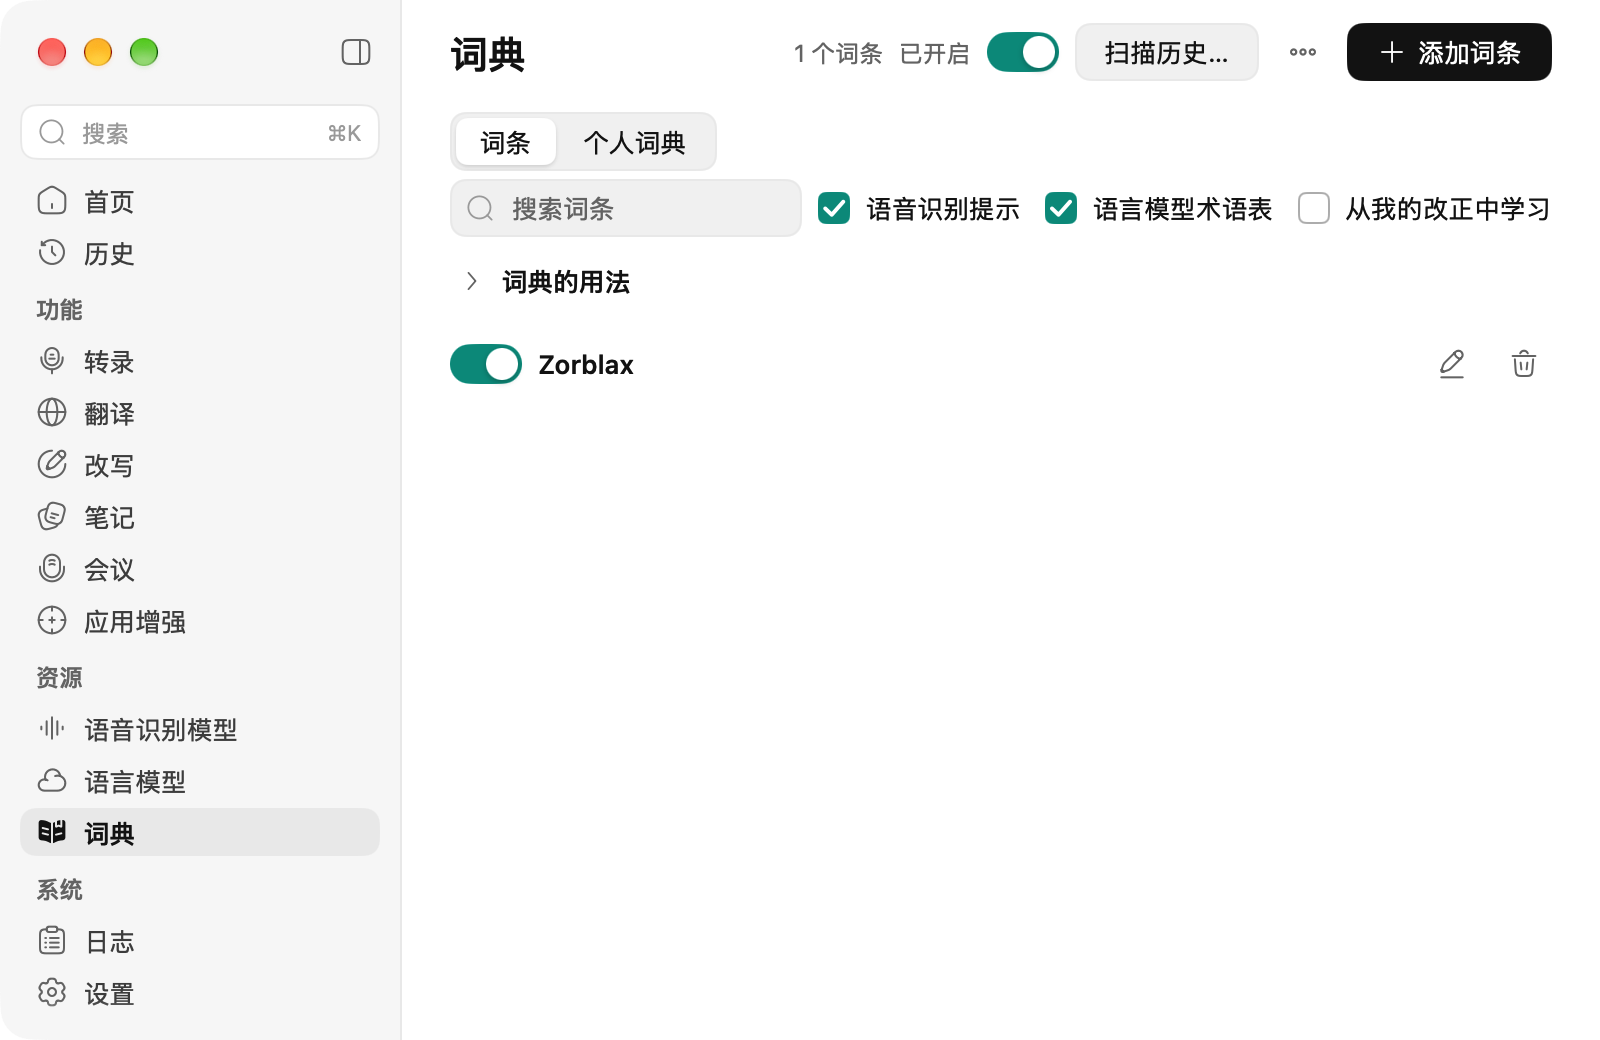 搜索 ⌘K
首页
历史
功能
转录
翻译
改写
笔记
会议
应用增强
资源
语音识别模型
语言模型
词典
系统
日志
设置
词典 1 个词条 已开启 扫描历史... 添加词条
词条 个人词典
搜索词条 语音识别提示 语言模型术语表 从我的改正中学习
词典的用法
Zorblax